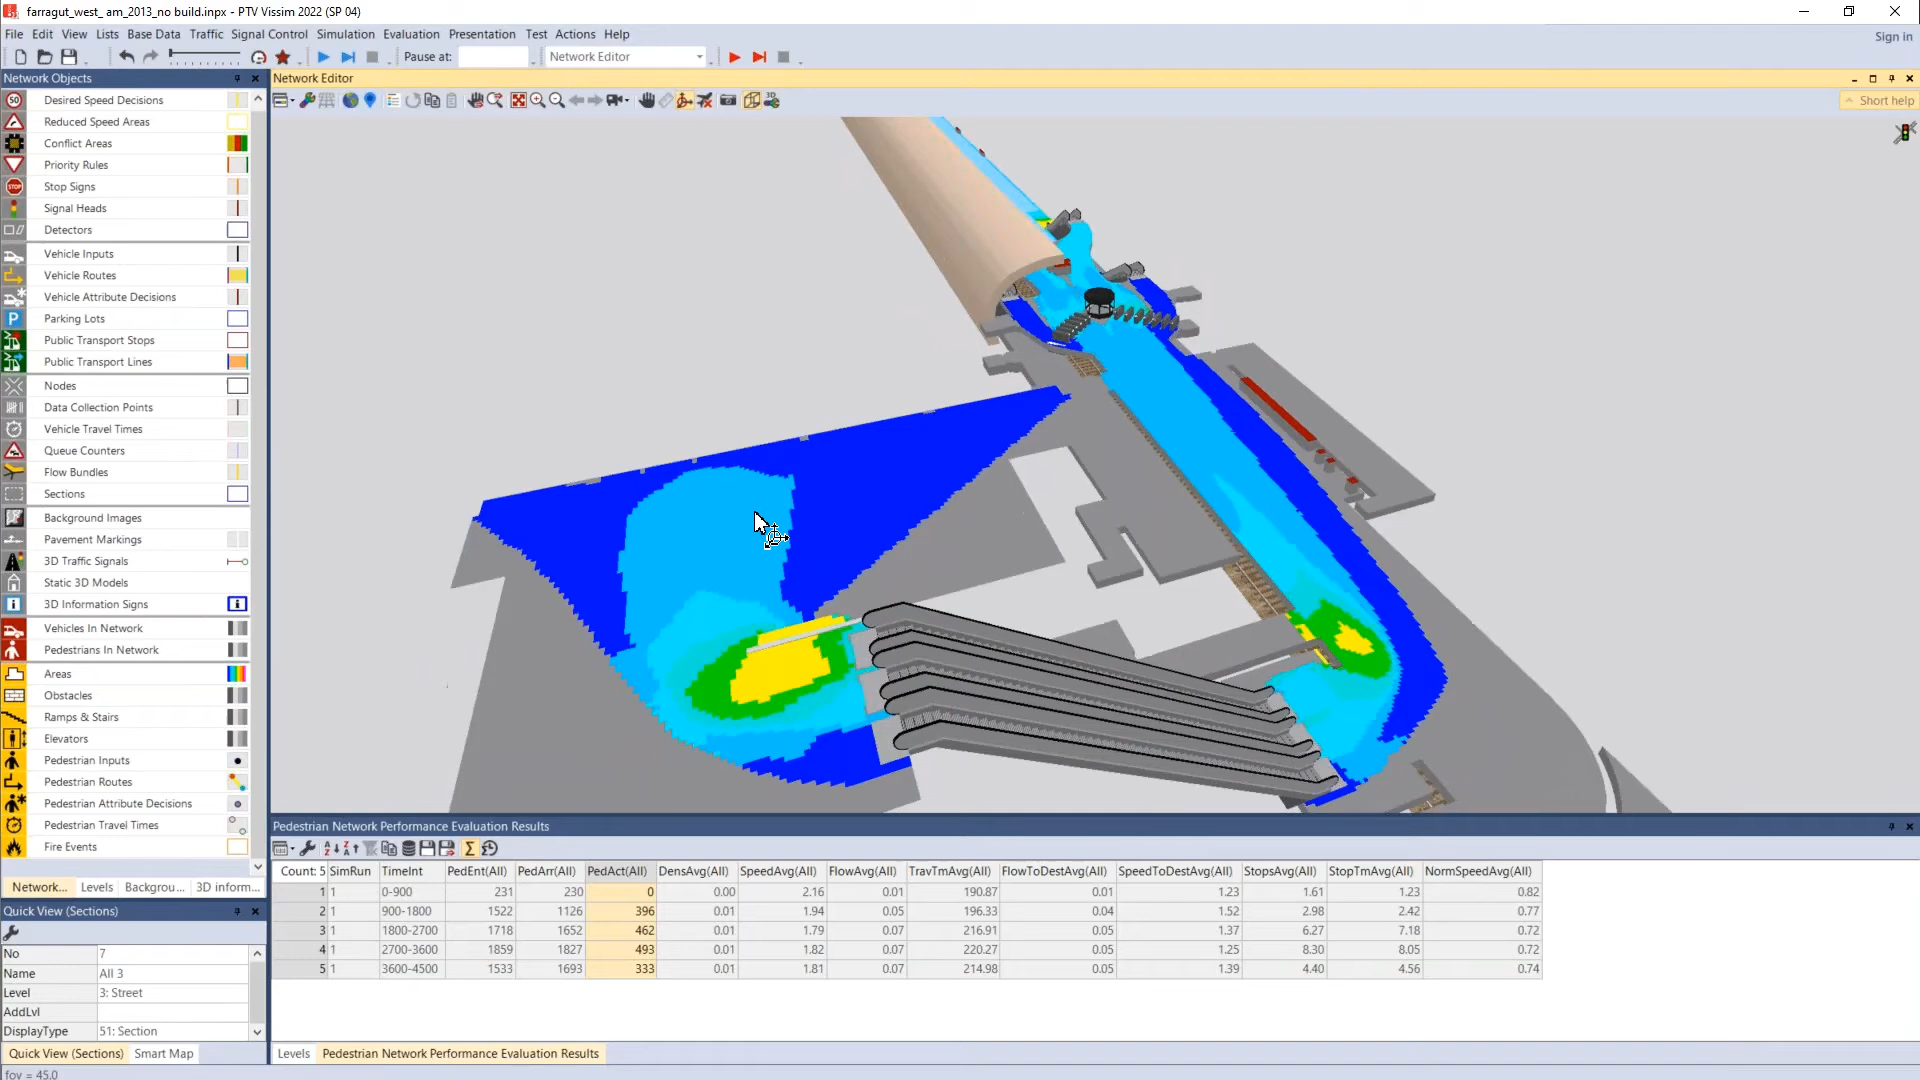 farragut_west_ am_2013_no build.inpx - PTV Vissim 2022 (SP 04)
File Edit View Lists Base Data Traffic Signal Control Simulation Evaluation Presentation Test Actions Help
Sign in
Pause at: Network Editor
Network Objects
Network Editor
Short help
50 Desired Speed Decisions
Reduced Speed Areas
Conflict Areas
Priority Rules
STOP Stop Signs
Signal Heads
Detectors
Vehicle Inputs
Vehicle Routes
Vehicle Attribute Decisions
P Parking Lots
Public Transport Stops
Public Transport Lines
Nodes
Data Collection Points
Vehicle Travel Times
Queue Counters
Flow Bundles
Sections
Background Images
Pavement Markings
3D Traffic Signals
Static 3D Models
3D Information Signs
Vehicles In Network
Pedestrians In Network
Areas
Obstacles
Ramps & Stairs
Elevators
Pedestrian Inputs
Pedestrian Routes
Pedestrian Attribute Decisions
Pedestrian Travel Times
Fire Events
Network... Levels Backgrou... 3D inform...
Quick View (Sections)
No 7
Name All 3
Level 3: Street
AddLvl
DisplayType 51: Section
Quick View (Sections) Smart Map
fov = 45.0
Pedestrian Network Performance Evaluation Results
Count: 5 SimRun TimeInt PedEnt(All) PedArr(All) PedAct(All) DensAvg(All) SpeedAvg(All) FlowAvg(All) TravTmAvg(All) FlowToDestAvg(All) SpeedToDestAvg(All) StopsAvg(All) StopTmAvg(All) NormSpeedAvg(All)
1 1 0-900 231 230 0 0.00 2.16 0.01 190.87 0.01 1.23 1.61 1.23 0.82
2 1 900-1800 1522 1126 396 0.01 1.94 0.05 196.33 0.04 1.52 2.98 2.42 0.77
3 1 1800-2700 1718 1652 462 0.01 1.79 0.07 216.91 0.05 1.37 6.27 7.18 0.72
4 1 2700-3600 1859 1827 493 0.01 1.82 0.07 220.27 0.05 1.25 8.30 8.05 0.72
5 1 3600-4500 1533 1693 333 0.01 1.81 0.07 214.98 0.05 1.39 4.40 4.56 0.74
Levels Pedestrian Network Performance Evaluation Results